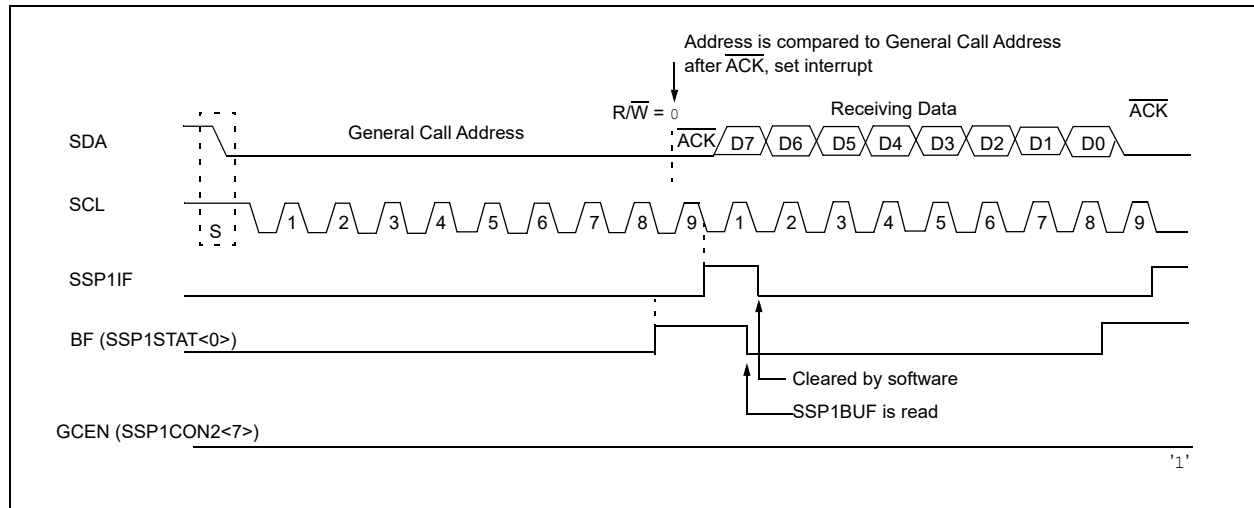 Address is compared to General Call Address
after A̅C̅K̅, set interrupt
R/W̅ = 0
Receiving Data
A̅C̅K̅
General Call Address
SDA
A̅C̅K̅ D7 D6 D5 D4 D3 D2 D1 D0
SCL
S
1 2 3 4 5 6 7 8 9 1 2 3 4 5 6 7 8 9
SSP1IF
BF (SSP1STAT<0>)
Cleared by software
SSP1BUF is read
GCEN (SSP1CON2<7>)
’1’